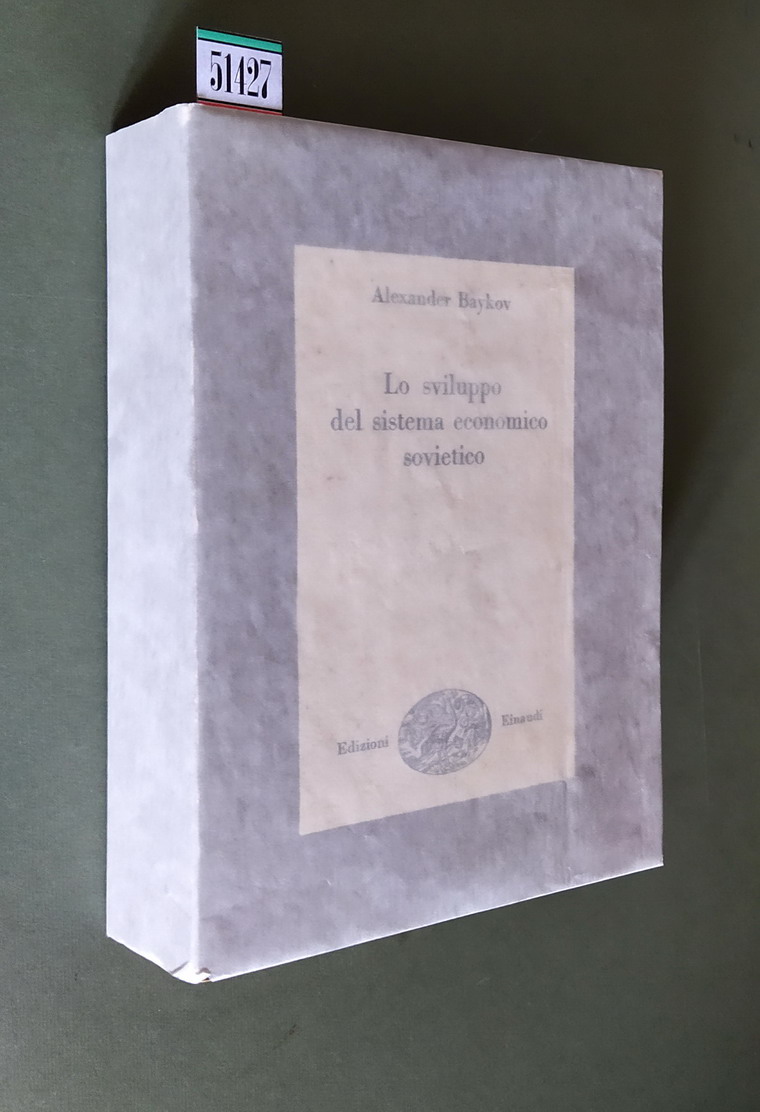 51427
Alexander Baykov
Lo sviluppo
del sistema economico
sovietico
Edizioni Einaudi